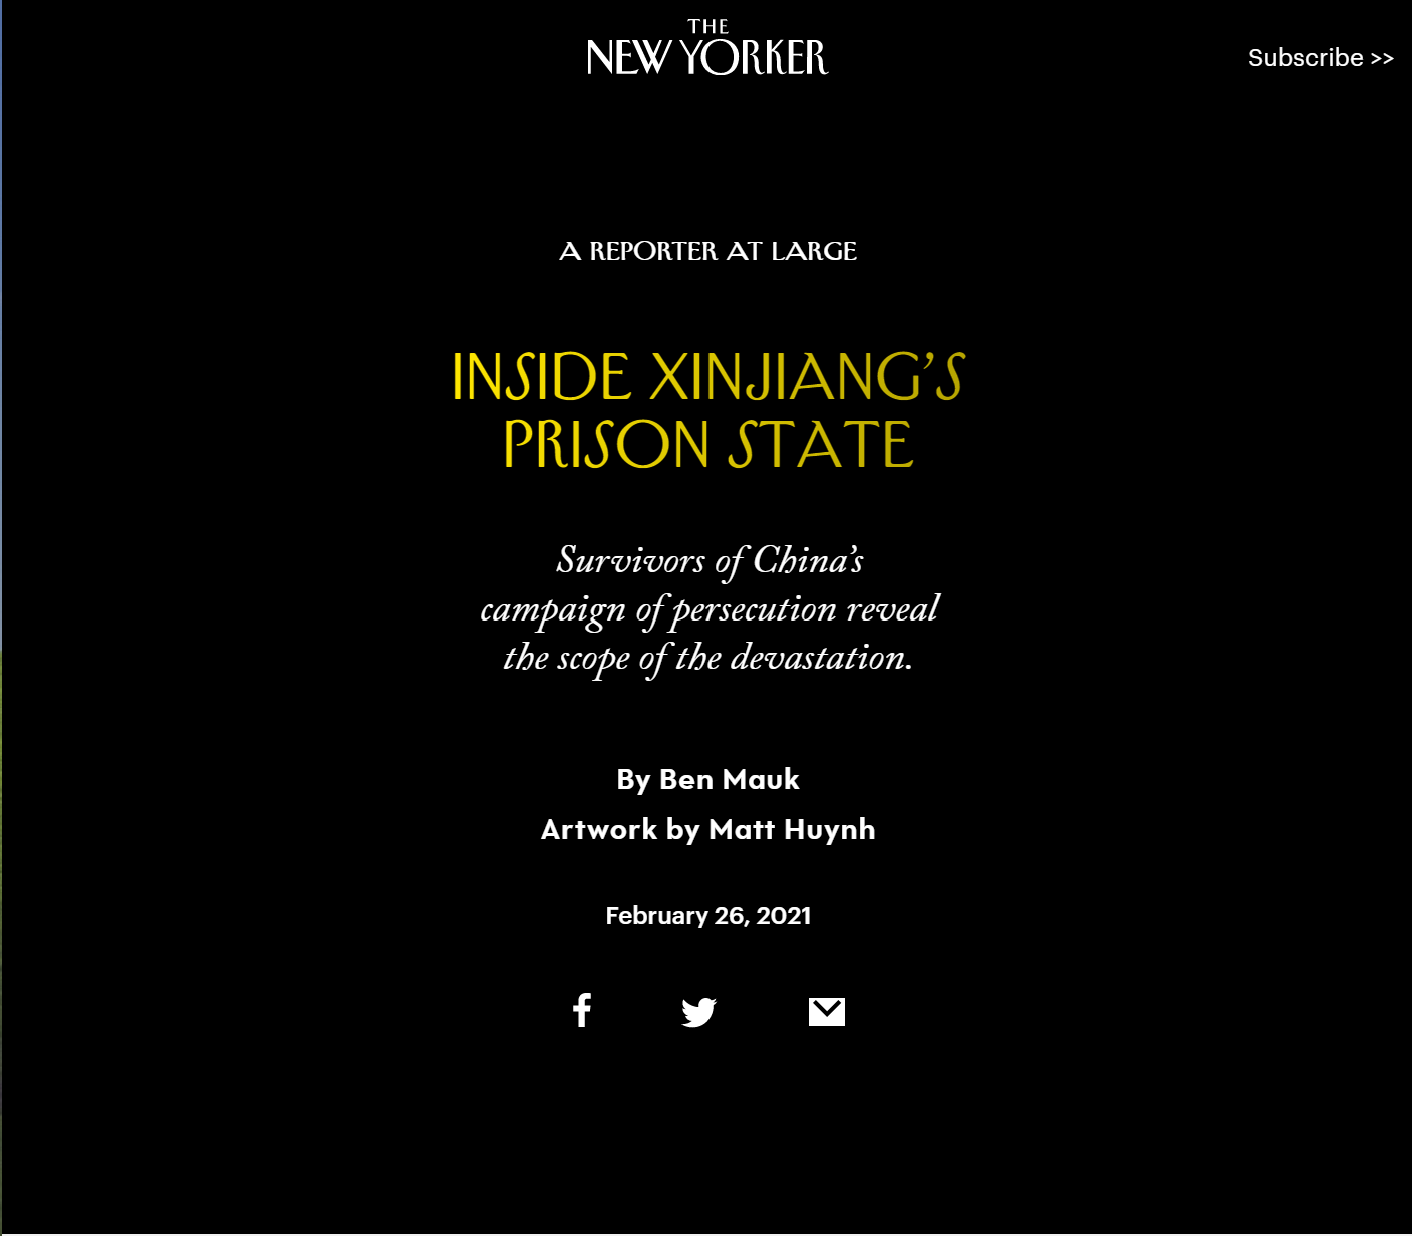 THE
NEW YORKER
Subscribe >>
A REPORTER AT LARGE
INSIDE XINJIANG’S
PRISON STATE
Survivors of China’s
campaign of persecution reveal
the scope of the devastation.
By Ben Mauk
Artwork by Matt Huynh
February 26, 2021